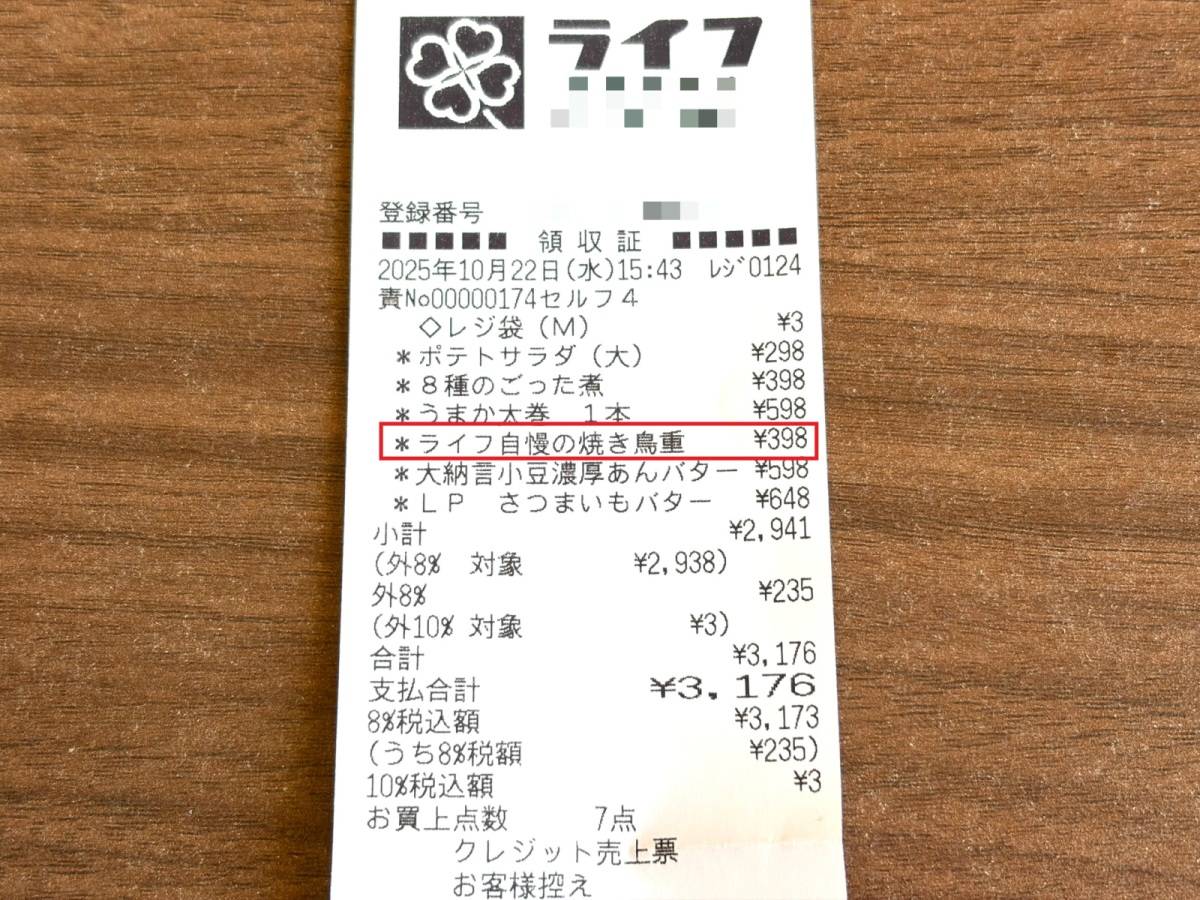 ライフ
登録番号
■■■■■ 領収証 ■■■■■
2025年10月22日(水)15:43 レジ0124
責No00000174セルフ4
◇レジ袋(M) ¥3
*ポテトサラダ(大) ¥298
*8種のごった煮 ¥398
*うまか太巻 1本 ¥598
*ライフ自慢の焼き鳥重 ¥398
*大納言小豆濃厚あんバター ¥598
*LP さつまいもバター ¥648
小計 ¥2,941
(外8% 対象 ¥2,938)
外8% ¥235
(外10% 対象 ¥3)
合計 ¥3,176
支払合計 ¥3,176
8%税込額 ¥3,173
(うち8%税額 ¥235)
10%税込額 ¥3
お買上点数 7点
クレジット売上票
お客様控え